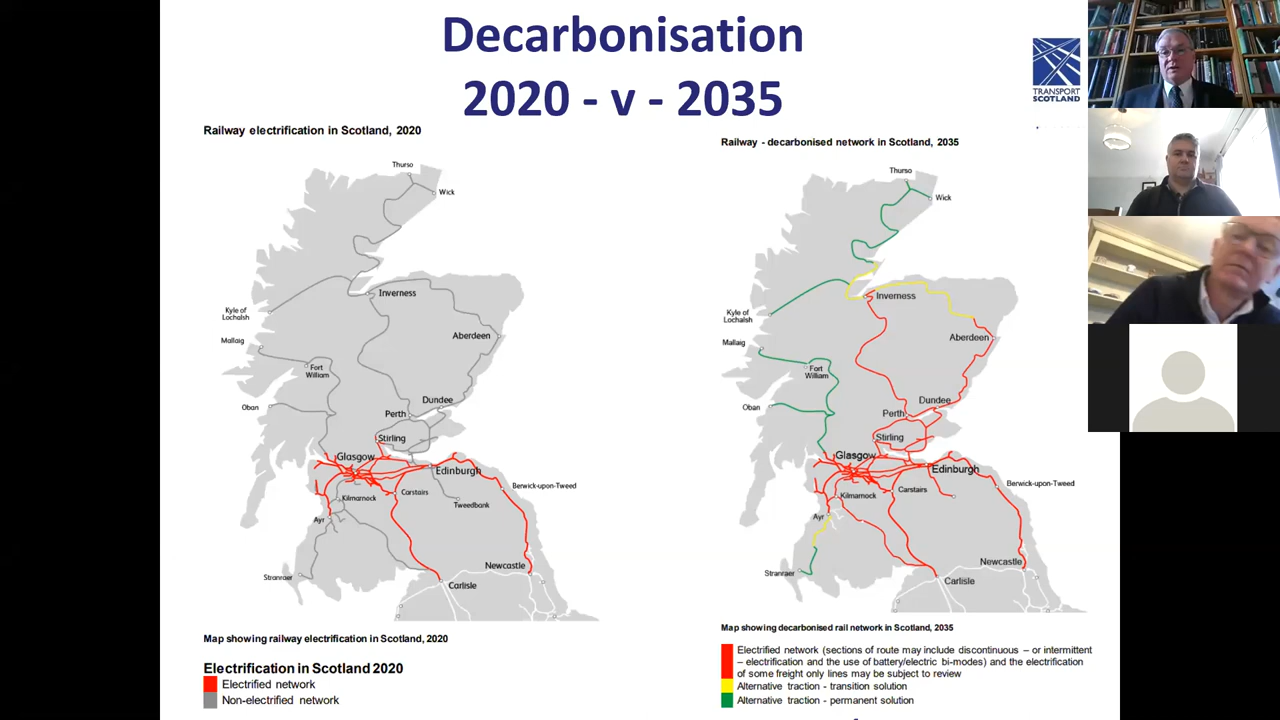 Decarbonisation
2020 - v - 2035
TRANSPORT
SCOTLAND
Railway electrification in Scotland, 2020
Thurso
Wick
Inverness
Kyle of
Lochalsh
Aberdeen
Mallaig
Fort
William
Dundee
Oban
Perth
Stirling
Glasgow
Edinburgh
Berwick-upon-Tweed
Kilmarnock
Carstairs
Tweedbank
Ayr
Newcastle
Stranraer
Carlisle
Map showing railway electrification in Scotland, 2020
Electrification in Scotland 2020
Electrified network
Non-electrified network
Railway - decarbonised network in Scotland, 2035
Thurso
Wick
Inverness
Kyle of
Lochalsh
Aberdeen
Mallaig
Fort
William
Dundee
Oban
Perth
Stirling
Glasgow
Edinburgh
Berwick-upon-Tweed
Kilmarnock
Carstairs
Ayr
Newcastle
Stranraer
Carlisle
Map showing decarbonised rail network in Scotland, 2035
Electrified network (sections of route may include discontinuous – or intermittent
– electrification and the use of battery/electric bi-modes) and the electrification
of some freight only lines may be subject to review
Alternative traction - transition solution
Alternative traction - permanent solution